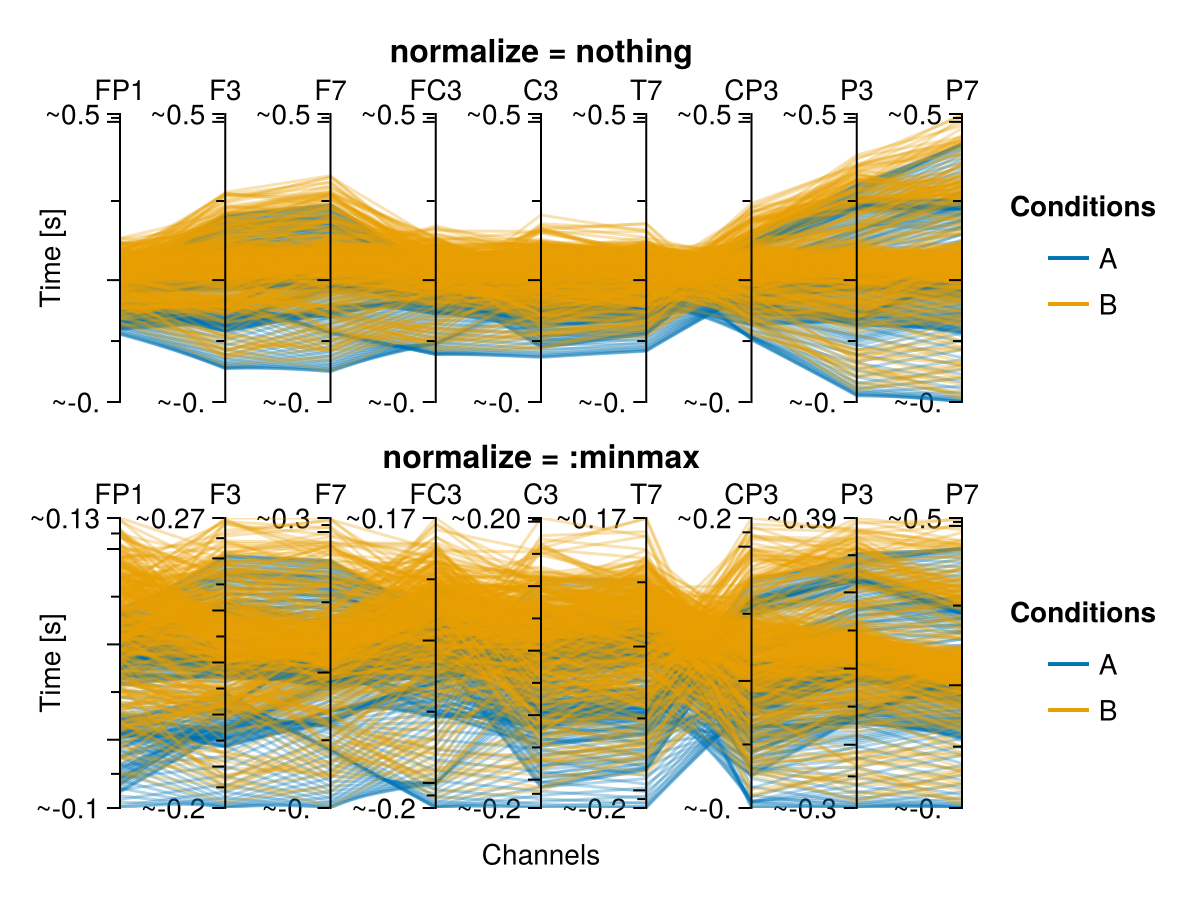 normalize = nothing
FP1 F3 F7 FC3 C3 T7 CP3 P3 P7
~0.5 ~0.5 ~0.5 ~0.5 ~0.5 ~0.5 ~0.5 ~0.5 ~0.5
Time [s]
~-0. ~-0. ~-0. ~-0. ~-0. ~-0. ~-0. ~-0. ~-0.
Conditions
A
B
normalize = :minmax
FP1 F3 F7 FC3 C3 T7 CP3 P3 P7
~0.13 ~0.27 ~0.3 ~0.17 ~0.20 ~0.17 ~0.2 ~0.39 ~0.5
Time [s]
~-0.1 ~-0.2 ~-0. ~-0.2 ~-0.2 ~-0.2 ~-0. ~-0.3 ~-0.
Channels
Conditions
A
B